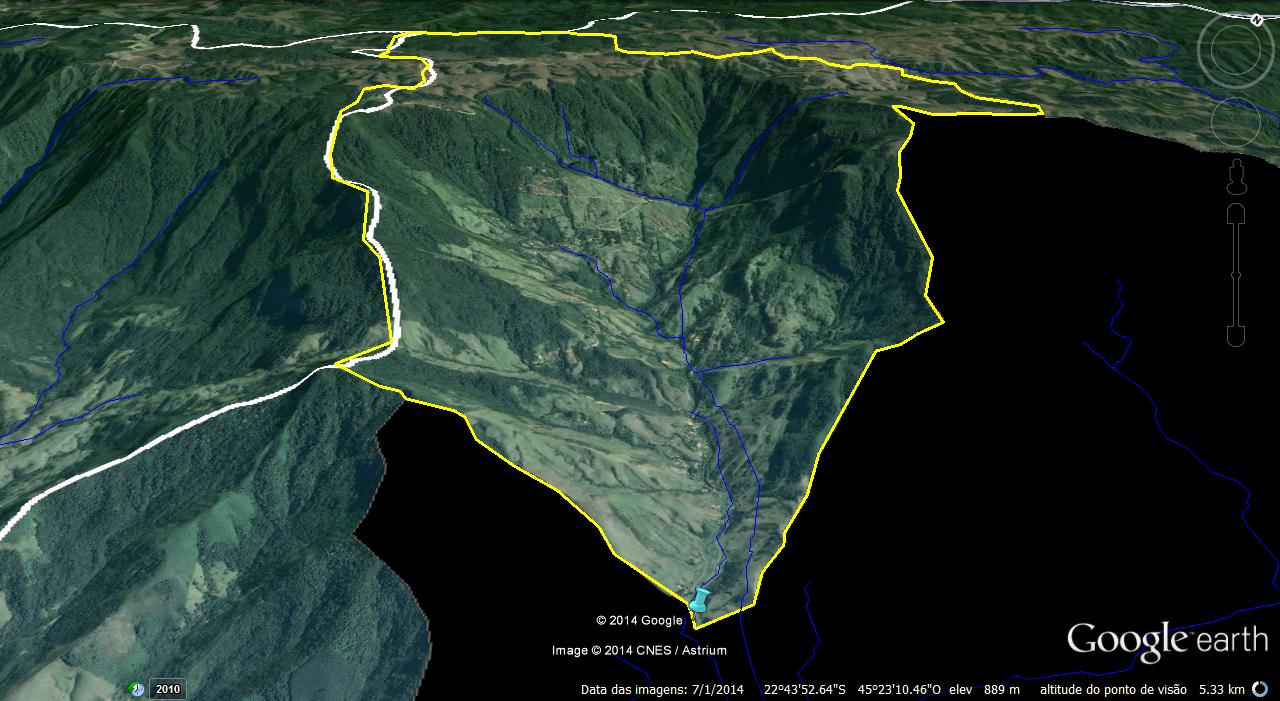 N
© 2014 Google
Image © 2014 CNES / Astrium
Google earth
2010
Data das imagens: 7/1/2014 22°43'52.64"S 45°23'10.46"O elev 889 m altitude do ponto de visão 5.33 km